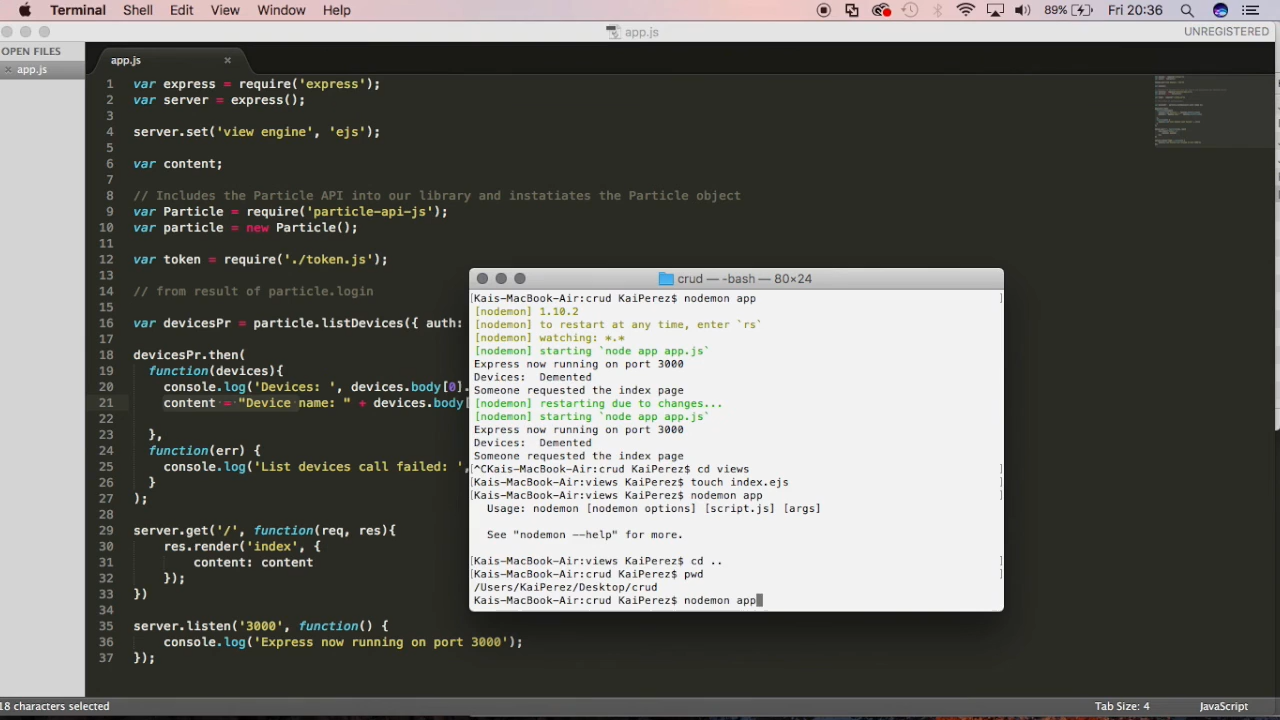 Terminal Shell Edit View Window Help 89% Fri 20:36
app.js UNREGISTERED
OPEN FILES
app.js
app.js
1 var express = require('express');
2 var server = express();
3
4 server.set('view engine', 'ejs');
5
6 var content;
7
8 // Includes the Particle API into our library and instatiates the Particle object
9 var Particle = require('particle-api-js');
10 var particle = new Particle();
11
12 var token = require('./token.js');
13
14 // from result of particle.login
15
16 var devicesPr = particle.listDevices({ auth:
17
18 devicesPr.then(
19 function(devices){
20 console.log('Devices: ', devices.body[0].
21 content = "Device name: " + devices.body[
22
23 },
24 function(err) {
25 console.log('List devices call failed: ',
26 }
27 );
28
29 server.get('/', function(req, res){
30 res.render('index', {
31 content: content
32 });
33 })
34
35 server.listen('3000', function() {
36 console.log('Express now running on port 3000');
37 });
crud — -bash — 80×24
[Kais-MacBook-Air:crud KaiPerez$ nodemon app ]
[nodemon] 1.10.2
[nodemon] to restart at any time, enter `rs`
[nodemon] watching: *.*
[nodemon] starting `node app app.js`
Express now running on port 3000
Devices: Demented
Someone requested the index page
[nodemon] restarting due to changes...
[nodemon] starting `node app app.js`
Express now running on port 3000
Devices: Demented
Someone requested the index page
[^CKais-MacBook-Air:crud KaiPerez$ cd views ]
[Kais-MacBook-Air:views KaiPerez$ touch index.ejs ]
[Kais-MacBook-Air:views KaiPerez$ nodemon app ]
Usage: nodemon [nodemon options] [script.js] [args]
See "nodemon --help" for more.
[Kais-MacBook-Air:views KaiPerez$ cd .. ]
[Kais-MacBook-Air:crud KaiPerez$ pwd ]
/Users/KaiPerez/Desktop/crud
Kais-MacBook-Air:crud KaiPerez$ nodemon app
18 characters selected Tab Size: 4 JavaScript